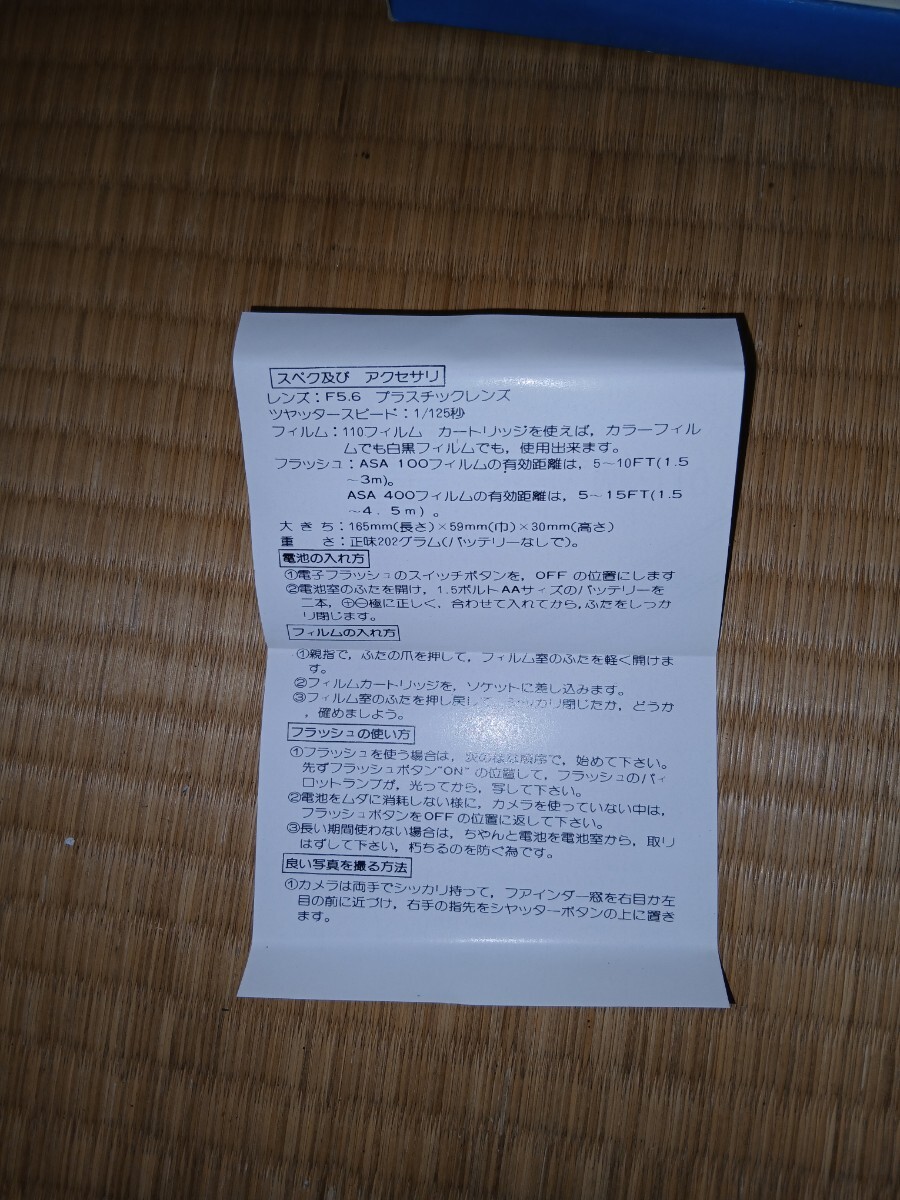 スペク及び アクセサリ
レンズ：F5.6 プラスチックレンズ
ツヤッタースピード：1/125秒
フィルム：110フィルム カートリッジを使えば，カラーフィル
ムでも白黒フィルムでも，使用出来ます。
フラッシュ：ASA 100フィルムの有効距離は，5〜10FT(1.5
〜3m)。
ASA 400フィルムの有効距離は，5〜15FT(1.5
〜4.5m)。
大きち：165mm(長さ)×59mm(巾)×30mm(高さ)
重 さ：正味202グラム(バッテリーなしで)。
電池の入れ方
①電子フラッシュのスイッチボタンを，OFF の位置にします
②電池室のふたを開け，1.5ボルトAAサイズのバッテリーを
二本，⊕⊖極に正しく，合わせて入れてから，ふたをしっか
り閉じます。
フィルムの入れ方
①親指で，ふたの爪を押して，フィルム室のふたを軽く開けま
す。
②フィルムカートリッジを，ソケットに差し込みます。
③フィルム室のふたを押し戻し シッカリ閉じたか，どうか
，確めましよう。
フラッシュの使い方
①フラッシュを使う場合は，次の様な順序で，始めて下さい。
先ずフラッシュボタン"ON" の位置して，フラッシュのパイ
ロットランプが，光ってから，写して下さい。
②電池をムダに消耗しない様に，カメラを使っていない中は，
フラッシュボタンをOFF の位置に返して下さい。
③長い期間使わない場合は，ちゃんと電池を電池室から，取り
はずして下さい，朽ちるのを防ぐ為です。
良い写真を撮る方法
①カメラは両手でシッカリ持って，フアインダー窓を右目か左
目の前に近づけ，右手の指先をシヤッターボタンの上に置き
ます。